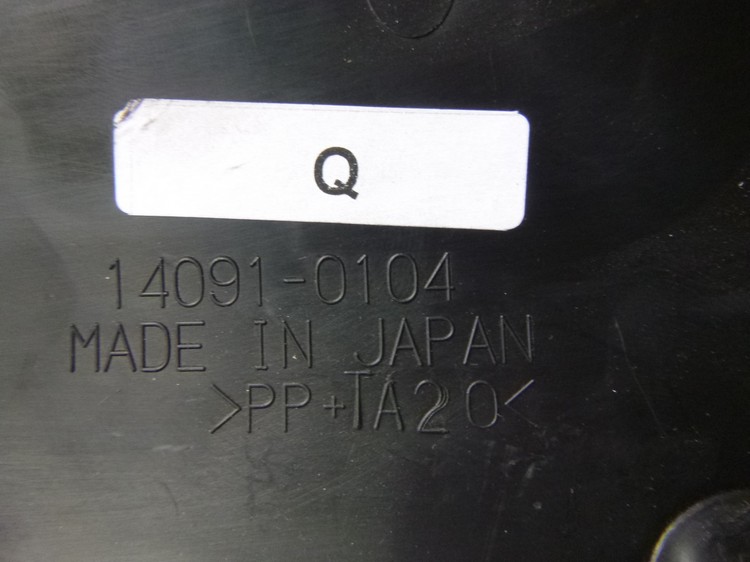 Q
14091-0104
MADE IN JAPAN
>PP+TA20<